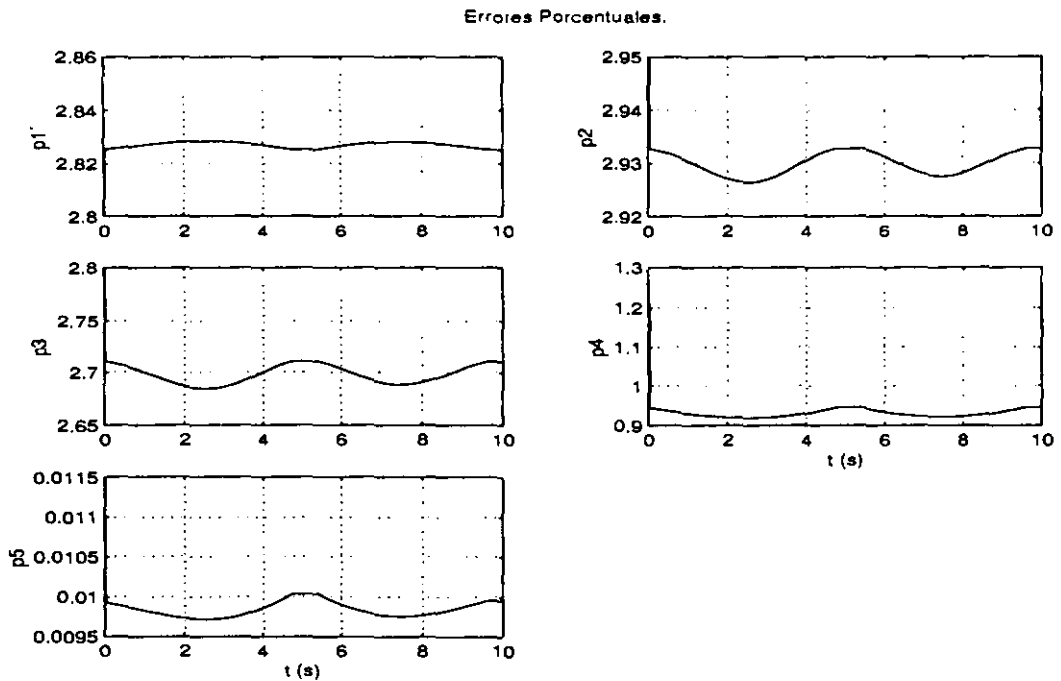 Errores Porcentuales.
2.86
2.84
2.82
2.8
p1
0 2 4 6 8 10
2.95
2.94
2.93
2.92
p2
0 2 4 6 8 10
2.8
2.75
2.7
2.65
p3
0 2 4 6 8 10
1.3
1.2
1.1
1
0.9
p4
0 2 4 6 8 10
t (s)
0.0115
0.011
0.0105
0.01
0.0095
p5
0 2 4 6 8 10
t (s)